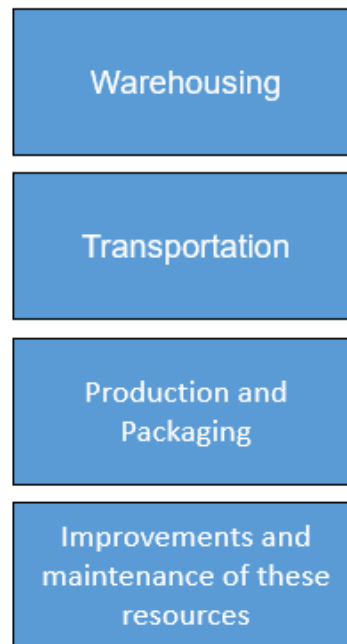 Warehousing
Transportation
Production and
Packaging
Improvements and
maintenance of these
resources